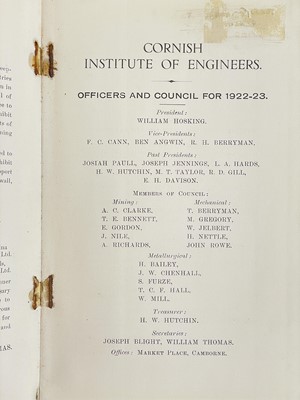 CORNISH
INSTITUTE OF ENGINEERS.
OFFICERS AND COUNCIL FOR 1922-23.
President:
WILLIAM HOSKING.
Vice-Presidents:
F. C. CANN, BEN ANGWIN, R. H. BERRYMAN,
Past Presidents:
JOSIAH PAULL, JOSEPH JENNINGS, L. A. HARDS,
H. W. HUTCHIN, M. T. TAYLOR, R. D. GILL,
E. H. DAVISON.
MEMBERS OF COUNCIL:
Mining: Mechanical:
A. C. CLARKE, T. BERRYMAN,
T. E. BENNETT, M. GREGORY,
E. GORDON, W. JELBERT,
J. NILE, H. NETTLE,
A. RICHARDS, JOHN ROWE.
Metallurgical:
H. BAILEY,
J. W. CHENHALL,
S. FURZE,
T. C. F. HALL,
W. MILL,
Treasurer:
H. W. HUTCHIN.
Secretaries:
JOSEPH BLIGHT, WILLIAM THOMAS.
Offices: MARKET PLACE, CAMBORNE.